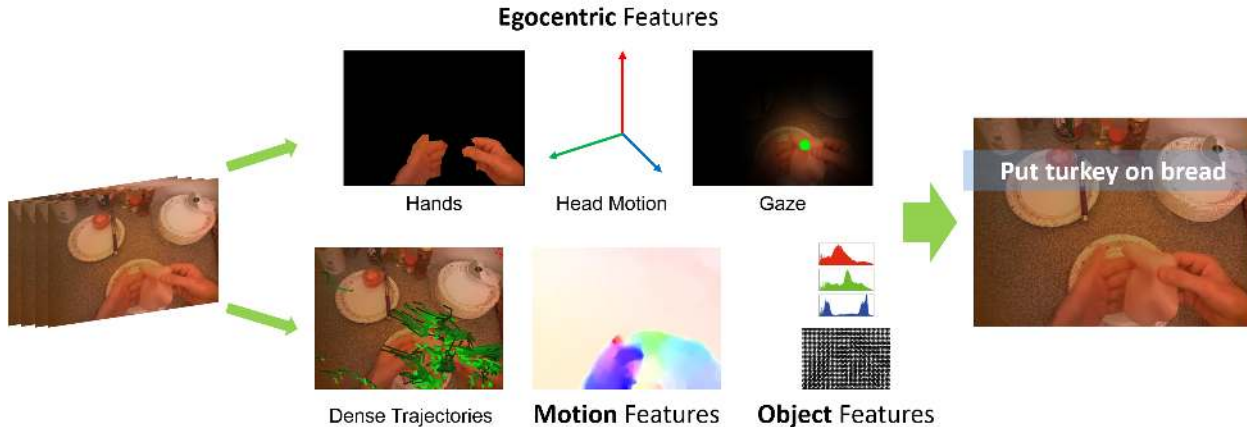 Egocentric Features
Hands
Head Motion
Gaze
Put turkey on bread
Dense Trajectories
Motion Features
Object Features